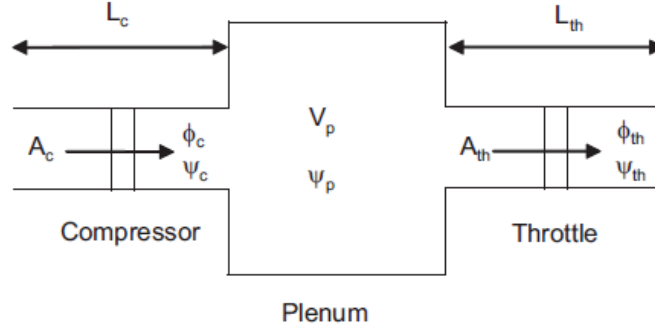 L_c
L_th
V_p
A_c
ϕ_c
ψ_c
ψ_p
A_th
ϕ_th
ψ_th
Compressor
Throttle
Plenum